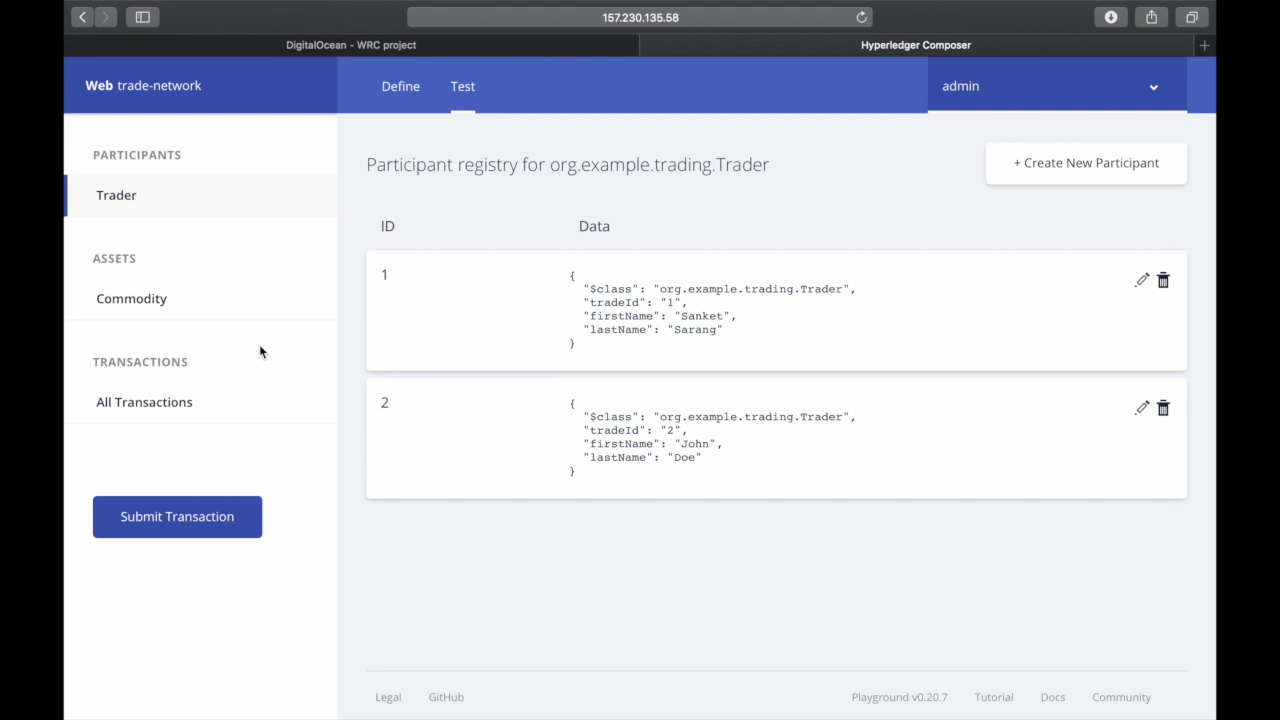 157.230.135.58
DigitalOcean - WRC project
Hyperledger Composer
Web trade-network
Define
Test
admin
PARTICIPANTS
Trader
ASSETS
Commodity
TRANSACTIONS
All Transactions
Submit Transaction
Participant registry for org.example.trading.Trader
+ Create New Participant
ID
Data
1
{
"$class": "org.example.trading.Trader",
"tradeId": "1",
"firstName": "Sanket",
"lastName": "Sarang"
}
2
{
"$class": "org.example.trading.Trader",
"tradeId": "2",
"firstName": "John",
"lastName": "Doe"
}
Legal
GitHub
Playground v0.20.7
Tutorial
Docs
Community